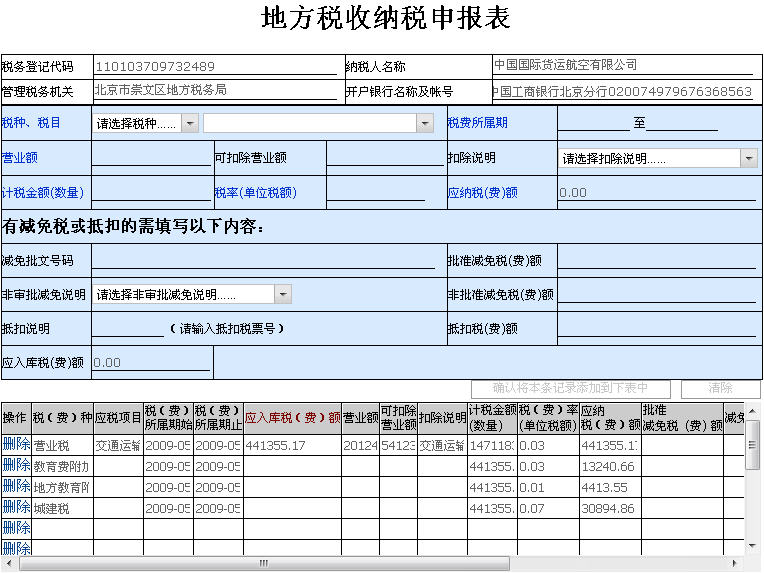 地方税收纳税申报表
税务登记代码 110103709732489 纳税人名称 中国国际货运航空有限公司
管理税务机关 北京市崇文区地方税务局 开户银行名称及帐号 中国工商银行北京分行020074979676368563
税种、税目 请选择税种...... 税费所属期 至
营业额 可扣除营业额 扣除说明 请选择扣除说明......
计税金额(数量) 税率(单位税额) 应纳税(费)额 0.00
有减免税或抵扣的需填写以下内容：
减免批文号码 批准减免税(费)额
非审批减免说明 请选择非审批减免说明...... 非批准减免税(费)额
抵扣说明 （请输入抵扣税票号） 抵扣税(费)额
应入库税(费)额 0.00
确认将本条记录添加到下表中 清除
操作 税（费）种 应税项目 税（费）所属期始 税（费）所属期止 应入库税（费）额 营业额 可扣除营业额 扣除说明 计税金额(数量) 税（费）率(单位税额) 应纳税（费）额 批准减免税（费）额 减免
删除 营业税 交通运输 2009-05 2009-05 441355.17 20124 54123 交通运输 147118 0.03 441355.17
删除 教育费附加 2009-05 2009-05 441355. 0.03 13240.66
删除 地方教育附 2009-05 2009-05 441355. 0.01 4413.55
删除 城建税 2009-05 2009-05 441355. 0.07 30894.86
删除
删除